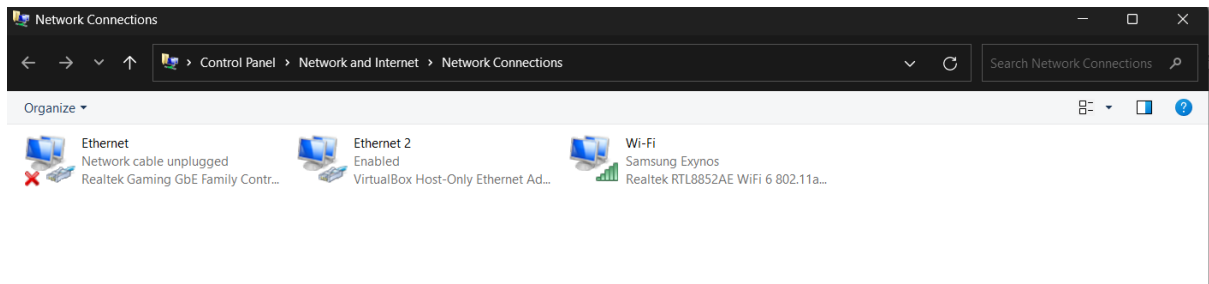 Network Connections
Control Panel > Network and Internet > Network Connections
Search Network Connections
Organize
Ethernet
Network cable unplugged
Realtek Gaming GbE Family Contr...
Ethernet 2
Enabled
VirtualBox Host-Only Ethernet Ad...
Wi-Fi
Samsung Exynos
Realtek RTL8852AE WiFi 6 802.11a...